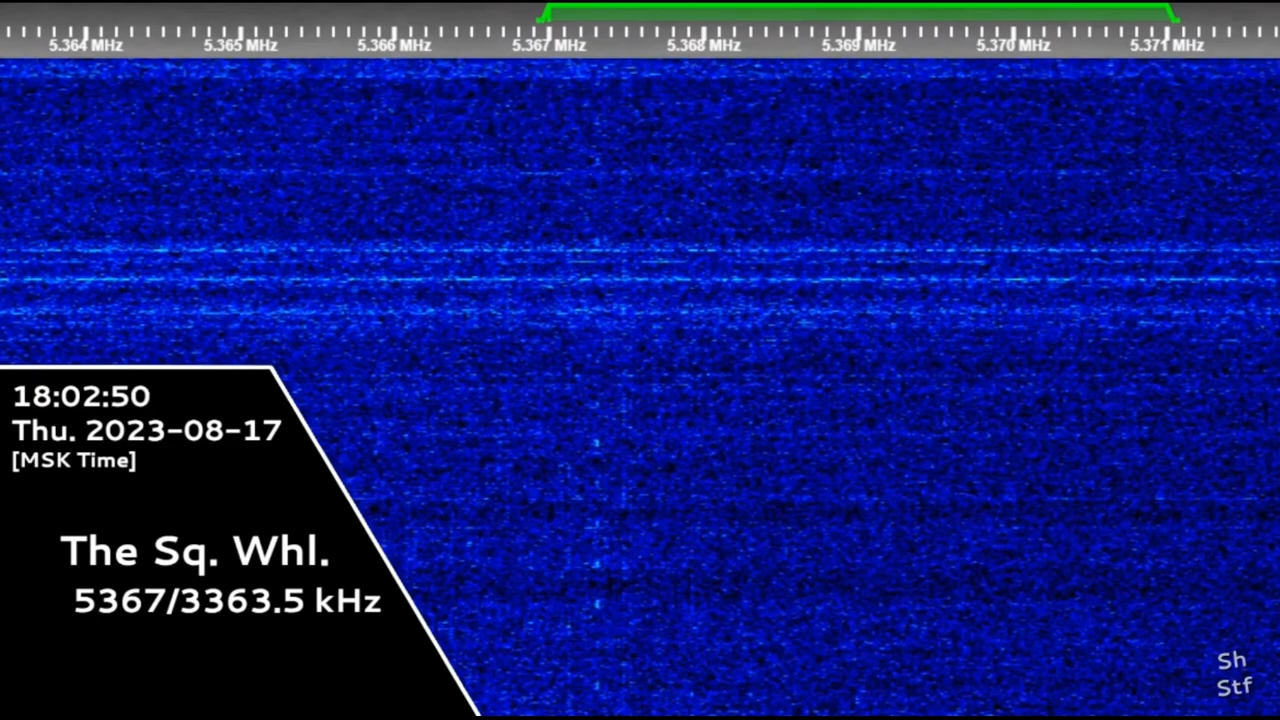 5.364 MHz 5.365 MHz 5.366 MHz 5.367 MHz 5.368 MHz 5.369 MHz 5.370 MHz 5.371 MHz
18:02:50
Thu. 2023-08-17
[MSK Time]
The Sq. Whl.
5367/3363.5 kHz
Sh
Stf